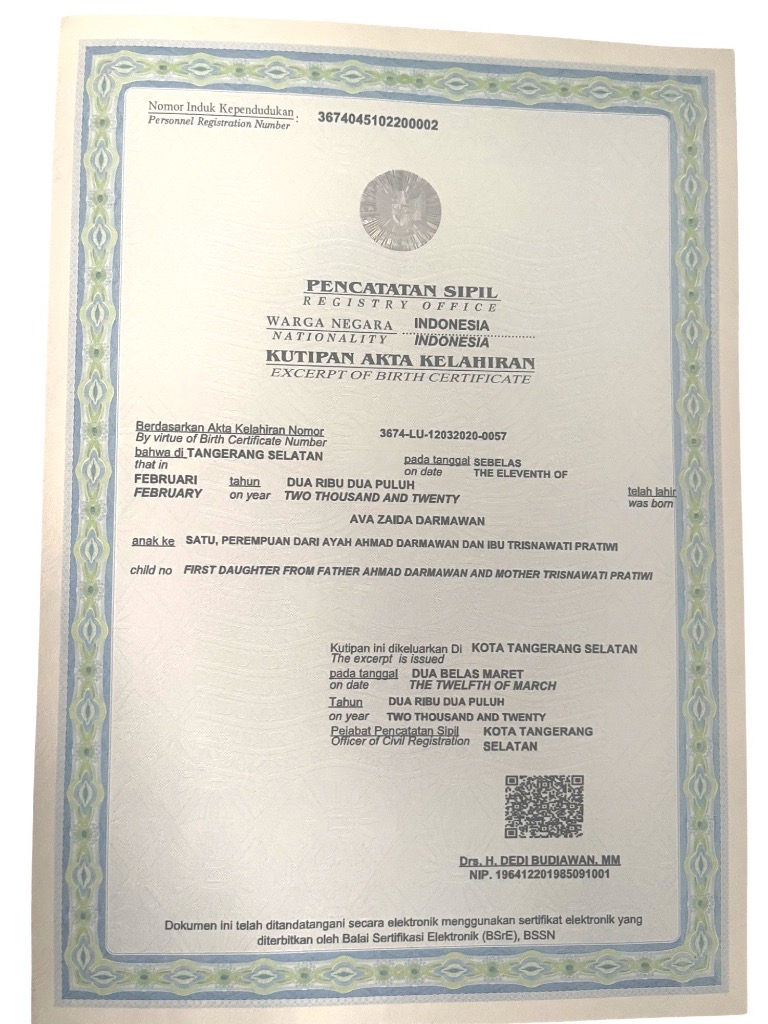 Nomor Induk Kependudukan : 3674045102200002
Personnel Registration Number
PENCATATAN SIPIL
REGISTRY OFFICE
WARGA NEGARA INDONESIA
NATIONALITY INDONESIA
KUTIPAN AKTA KELAHIRAN
EXCERPT OF BIRTH CERTIFICATE
Berdasarkan Akta Kelahiran Nomor 3674-LU-12032020-0057
By virtue of Birth Certificate Number
bahwa di TANGERANG SELATAN pada tanggal SEBELAS
that in on date THE ELEVENTH OF
FEBRUARI tahun DUA RIBU DUA PULUH telah lahir
FEBRUARY on year TWO THOUSAND AND TWENTY was born
AVA ZAIDA DARMAWAN
anak ke SATU, PEREMPUAN DARI AYAH AHMAD DARMAWAN DAN IBU TRISNAWATI PRATIWI
child no FIRST DAUGHTER FROM FATHER AHMAD DARMAWAN AND MOTHER TRISNAWATI PRATIWI
Kutipan ini dikeluarkan Di KOTA TANGERANG SELATAN
The excerpt is issued
pada tanggal DUA BELAS MARET
on date THE TWELFTH OF MARCH
Tahun DUA RIBU DUA PULUH
on year TWO THOUSAND AND TWENTY
Pejabat Pencatatan Sipil KOTA TANGERANG
Officer of Civil Registration SELATAN
Drs. H. DEDI BUDIAWAN, MM
NIP. 196412201985091001
Dokumen ini telah ditandatangani secara elektronik menggunakan sertifikat elektronik yang
diterbitkan oleh Balai Sertifikasi Elektronik (BSrE), BSSN